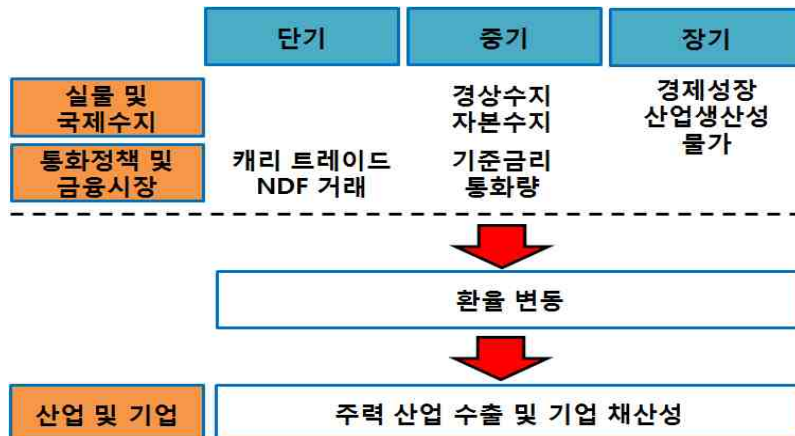 단기 중기 장기
실물 및 경상수지 경제성장
국제수지 자본수지 산업생산성
물가
통화정책 및 캐리 트레이드 기준금리
금융시장 NDF 거래 통화량
환율 변동
산업 및 기업 주력 산업 수출 및 기업 채산성